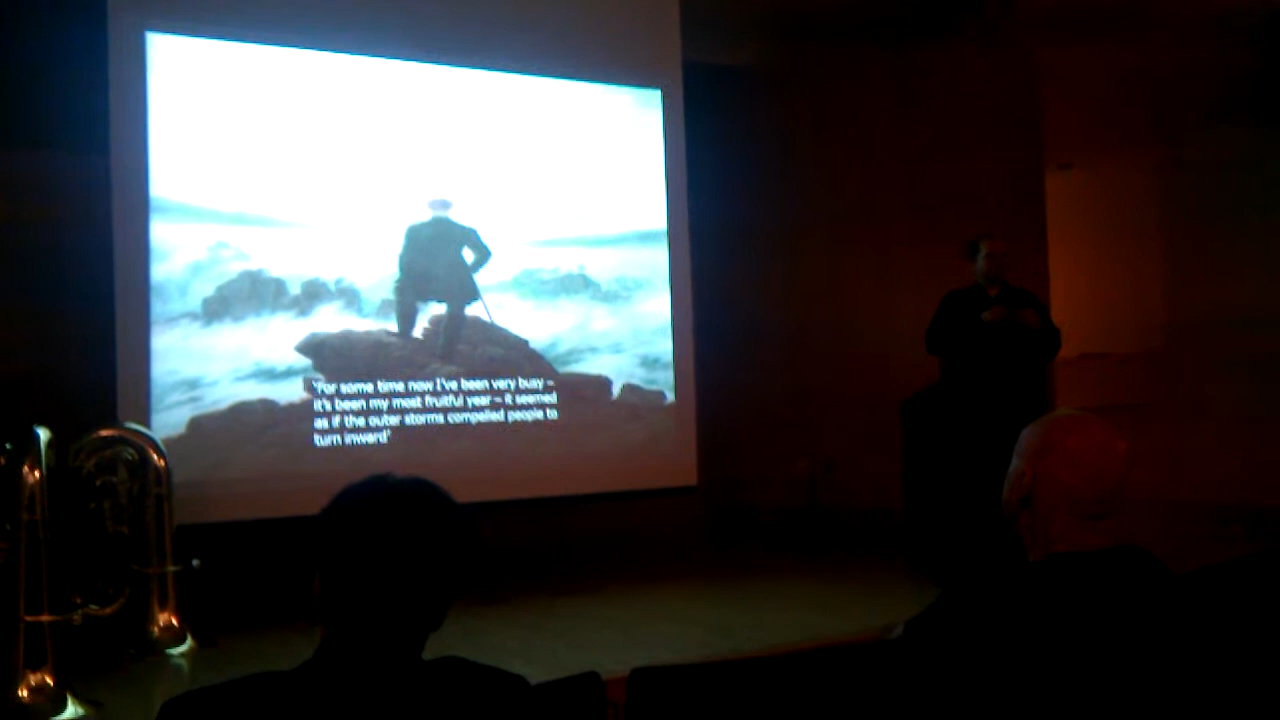 'For some time now I've been very busy –
it's been my most fruitful year – it seemed
as if the outer storms compelled people to
turn inward'